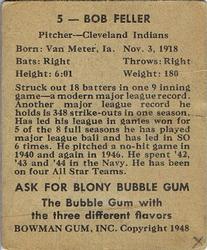 5 — BOB FELLER
Pitcher—Cleveland Indians
Born: Van Meter, Ia. Nov. 3, 1918
Bats: Right Throws: Right
Height: 6:01 Weight: 180
Struck out 18 batters in one 9 inning
game—a modern major league record.
Another major league record he
holds is 348 strike-outs in one season.
Has led his league in games won for 5
of the 8 full seasons he has played
major league ball and has led in SO
6 times. He pitched a no-hit game in
1940 and again in 1946. He spent '42,
'43 and '44 in the Navy. He has been
on four All Star Teams.
ASK FOR BLONY BUBBLE GUM
The Bubble Gum with
the three different flavors
BOWMAN GUM, INC. Copyright 1948